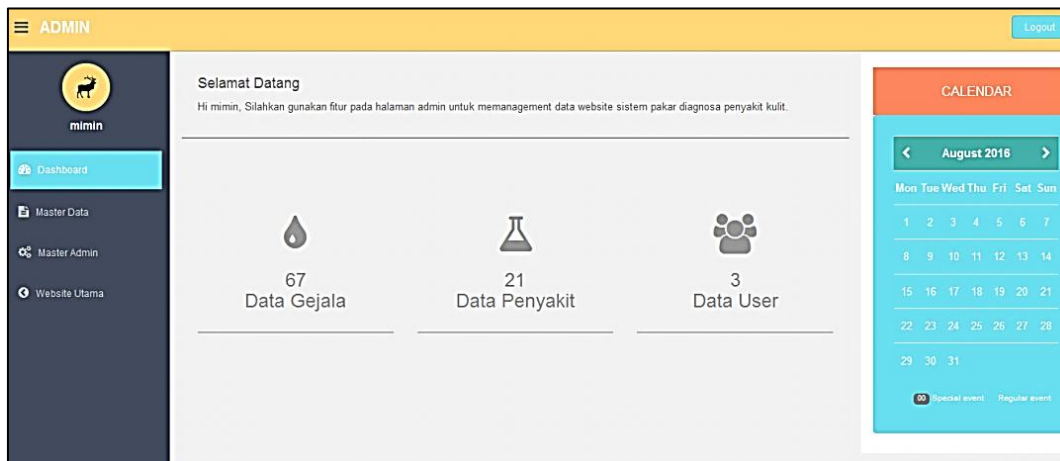 ADMIN
Logout
mimin
Dashboard
Master Data
Master Admin
Website Utama
Selamat Datang
Hi mimin, Silahkan gunakan fitur pada halaman admin untuk memanagement data website sistem pakar diagnosa penyakit kulit.
67
Data Gejala
21
Data Penyakit
3
Data User
CALENDAR
August 2016
Mon Tue Wed Thu Fri Sat Sun
1 2 3 4 5 6 7
8 9 10 11 12 13 14
15 16 17 18 19 20 21
22 23 24 25 26 27 28
29 30 31
00 Special event Regular event